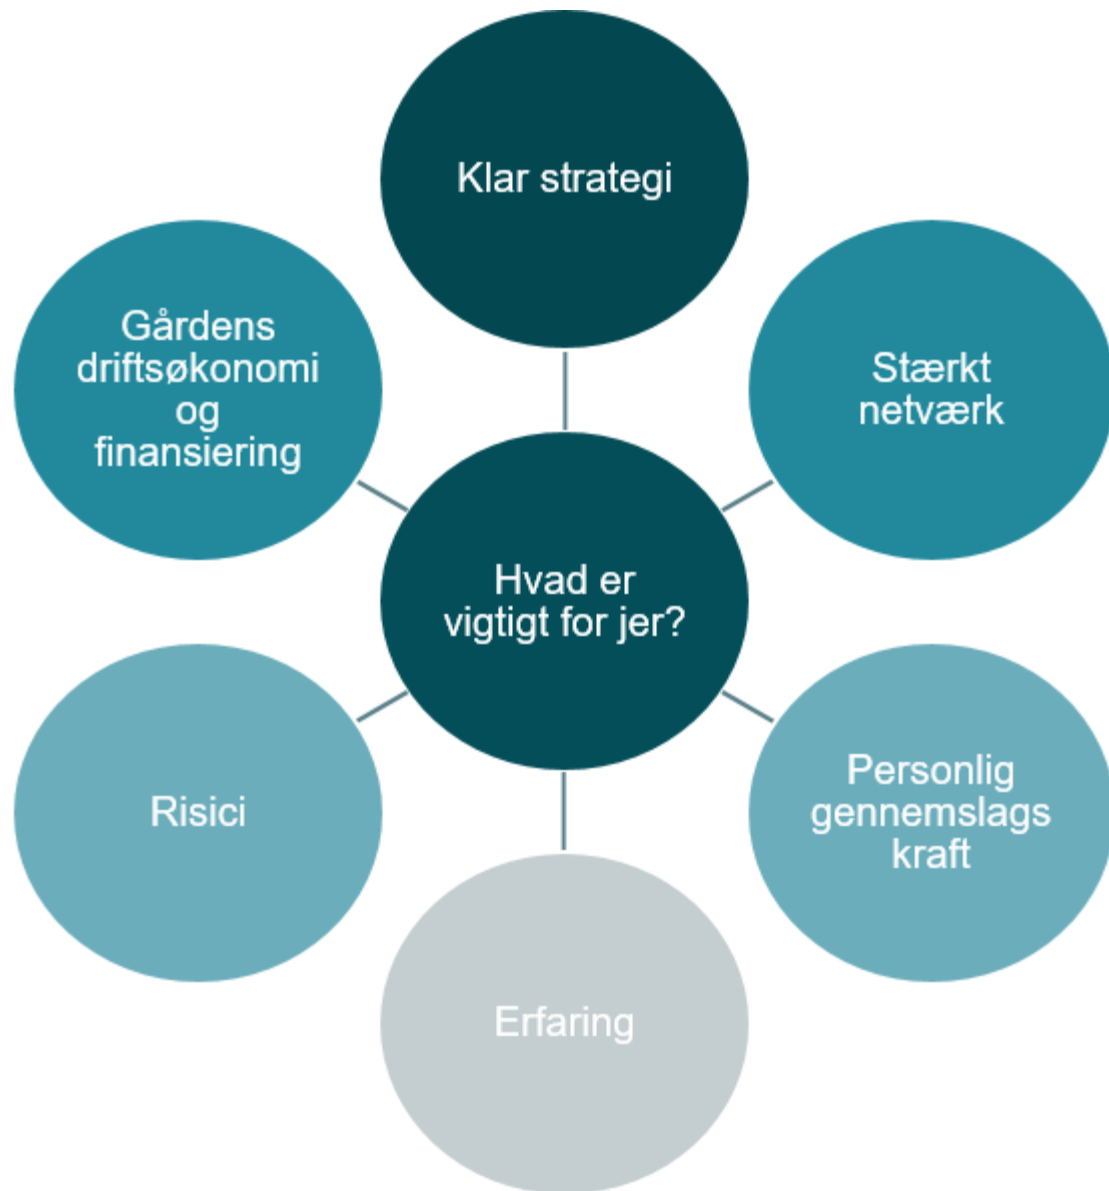 Klar strategi
Gårdens
driftsøkonomi
og
finansiering
Stærkt
netværk
Hvad er
vigtigt for jer?
Risici
Personlig
gennemslags
kraft
Erfaring